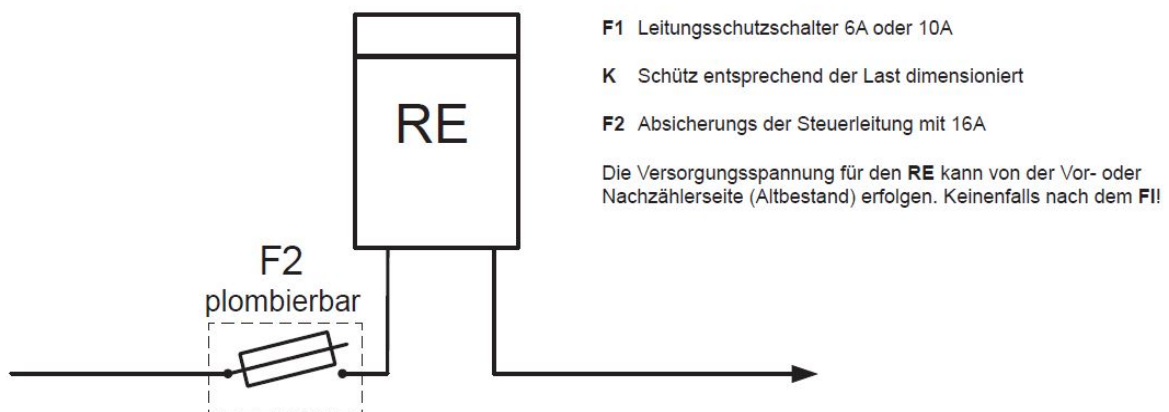 F1 Leitungsschutzschalter 6A oder 10A
K Schütz entsprechend der Last dimensioniert
F2 Absicherungs der Steuerleitung mit 16A
Die Versorgungsspannung für den RE kann von der Vor- oder
Nachzählerseite (Altbestand) erfolgen. Keinenfalls nach dem FI!
RE
F2
plombierbar